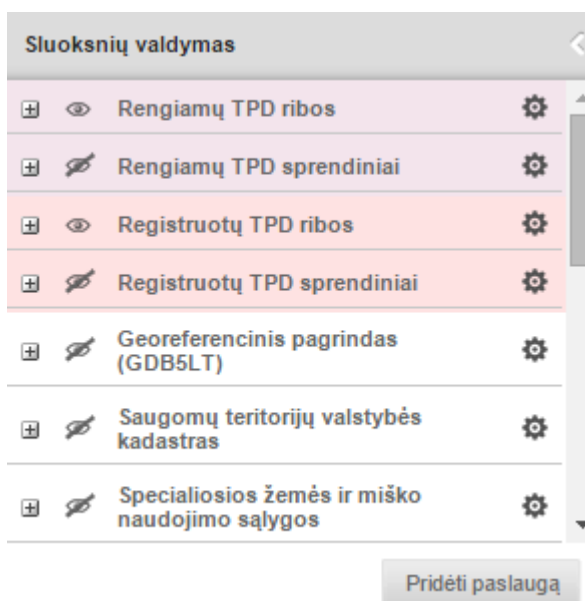 Sluoksnių valdymas
Rengiamų TPD ribos
Rengiamų TPD sprendiniai
Registruotų TPD ribos
Registruotų TPD sprendiniai
Georeferencinis pagrindas
(GDB5LT)
Saugomų teritorijų valstybės
kadastras
Specialiosios žemės ir miško
naudojimo sąlygos
Pridėti paslaugą